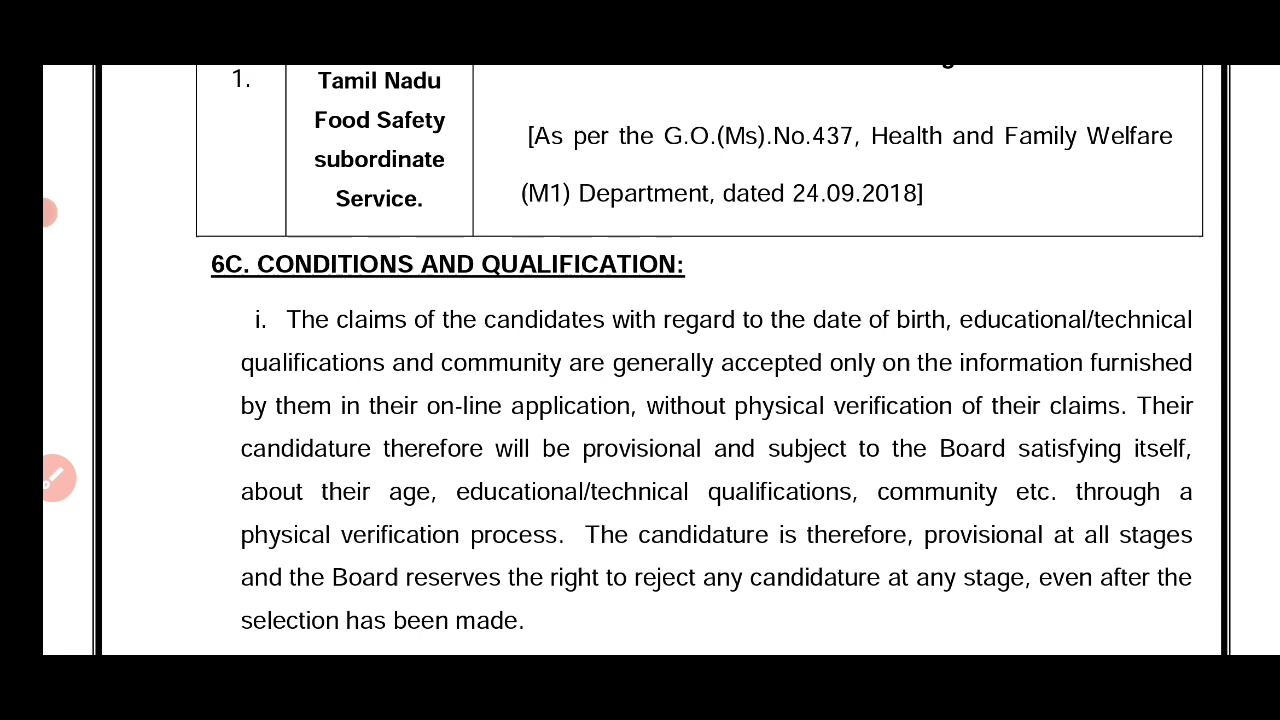 1.
Tamil Nadu
Food Safety
subordinate
Service.
[As per the G.O.(Ms).No.437, Health and Family Welfare
(M1) Department, dated 24.09.2018]
6C. CONDITIONS AND QUALIFICATION:
i. The claims of the candidates with regard to the date of birth, educational/technical
qualifications and community are generally accepted only on the information furnished
by them in their on-line application, without physical verification of their claims. Their
candidature therefore will be provisional and subject to the Board satisfying itself,
about their age, educational/technical qualifications, community etc. through a
physical verification process. The candidature is therefore, provisional at all stages
and the Board reserves the right to reject any candidature at any stage, even after the
selection has been made.